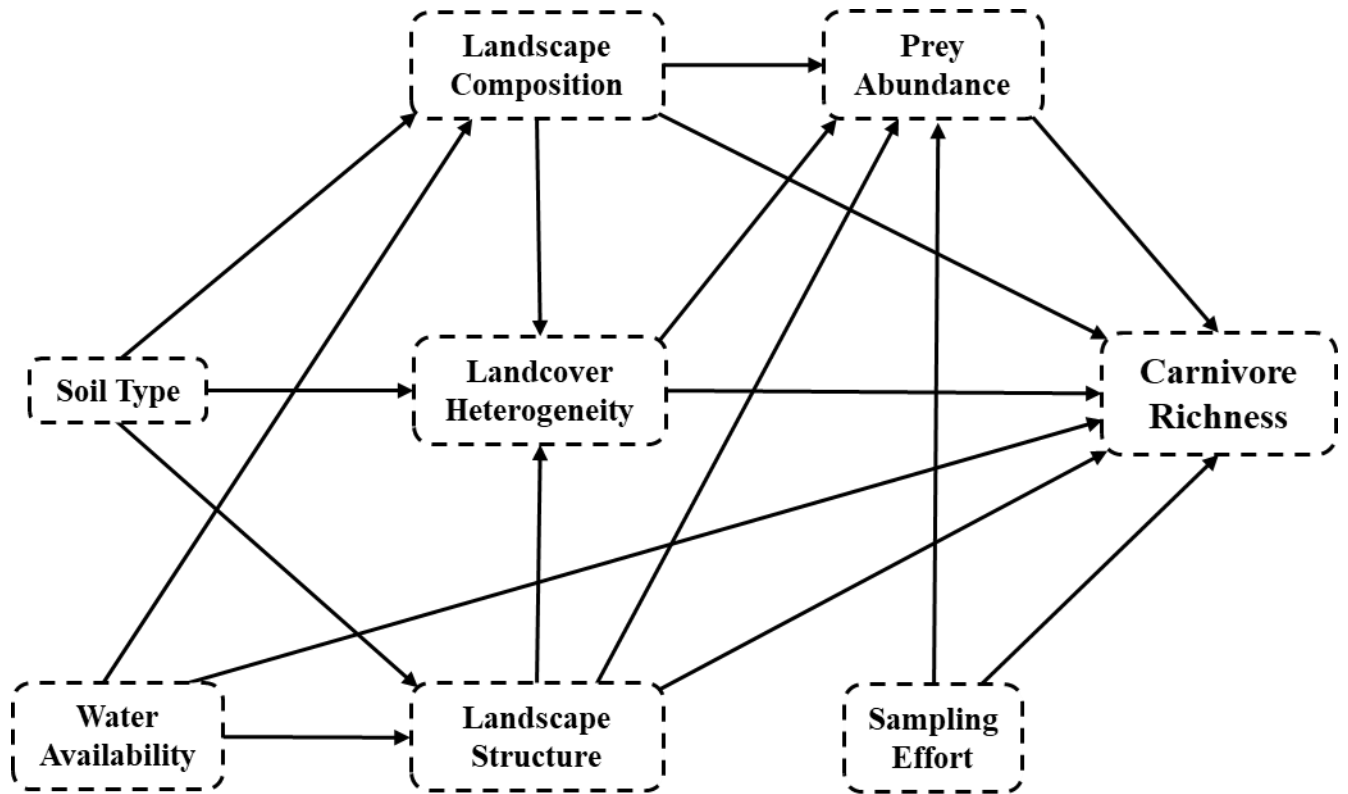 Landscape
Composition
Prey
Abundance
Soil Type
Landcover
Heterogeneity
Carnivore
Richness
Water
Availability
Landscape
Structure
Sampling
Effort